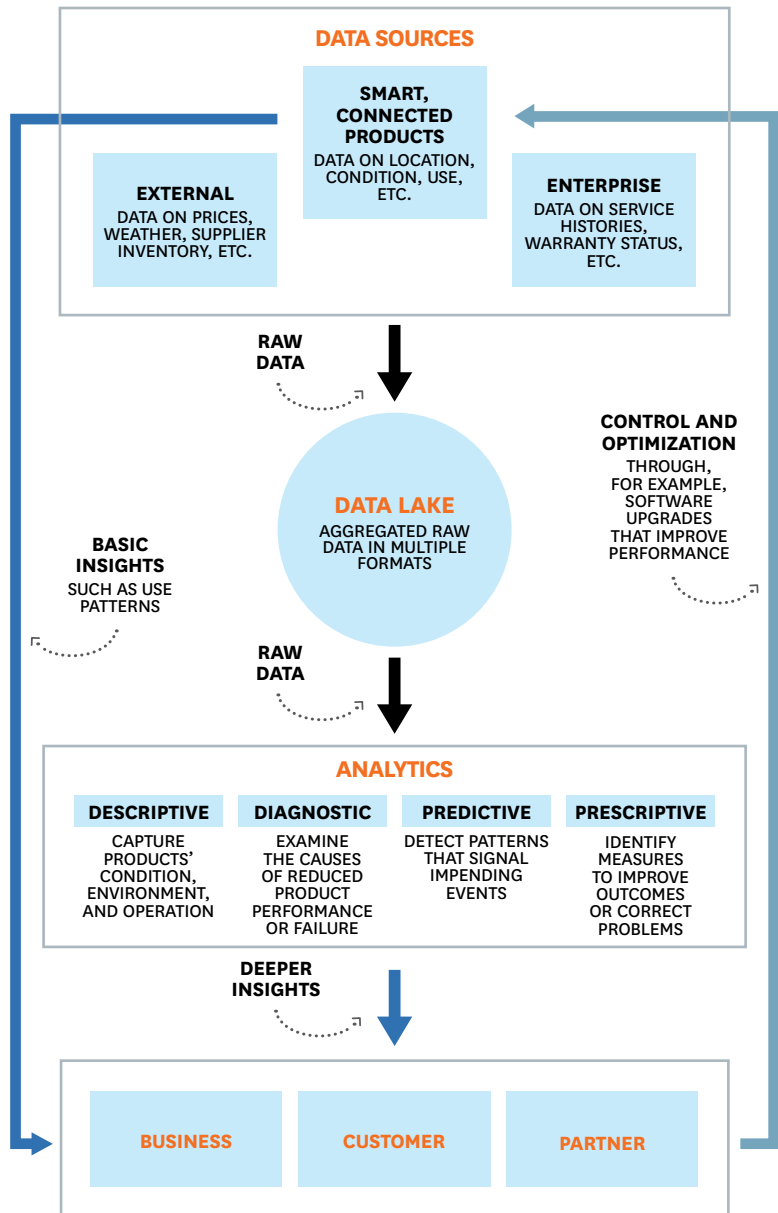 DATA SOURCES
SMART,
CONNECTED
PRODUCTS
DATA ON LOCATION,
CONDITION, USE,
ETC.
EXTERNAL
DATA ON PRICES,
WEATHER, SUPPLIER
INVENTORY, ETC.
ENTERPRISE
DATA ON SERVICE
HISTORIES,
WARRANTY STATUS,
ETC.
RAW
DATA
DATA LAKE
AGGREGATED RAW
DATA IN MULTIPLE
FORMATS
CONTROL AND
OPTIMIZATION
THROUGH,
FOR EXAMPLE,
SOFTWARE
UPGRADES
THAT IMPROVE
PERFORMANCE
BASIC
INSIGHTS
SUCH AS USE
PATTERNS
RAW
DATA
ANALYTICS
DESCRIPTIVE
CAPTURE
PRODUCTS’
CONDITION,
ENVIRONMENT,
AND OPERATION
DIAGNOSTIC
EXAMINE
THE CAUSES
OF REDUCED
PRODUCT
PERFORMANCE
OR FAILURE
PREDICTIVE
DETECT PATTERNS
THAT SIGNAL
IMPENDING
EVENTS
PRESCRIPTIVE
IDENTIFY
MEASURES
TO IMPROVE
OUTCOMES
OR CORRECT
PROBLEMS
DEEPER
INSIGHTS
BUSINESS
CUSTOMER
PARTNER